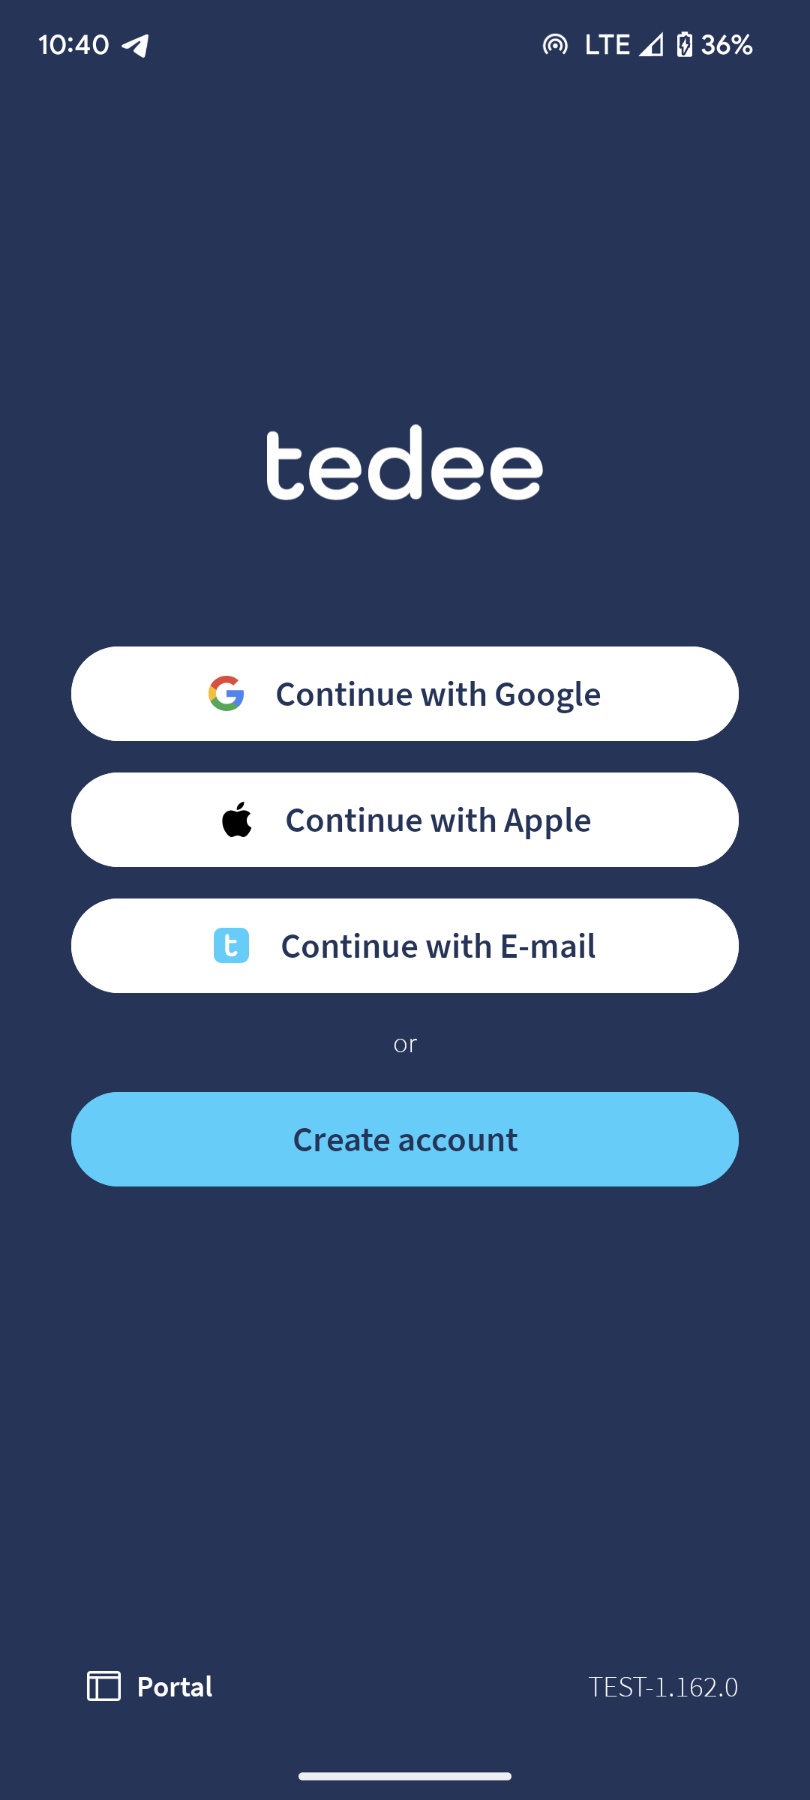 10:40 LTE 36%
tedee
Continue with Google
Continue with Apple
t Continue with E-mail
or
Create account
Portal TEST-1.162.0